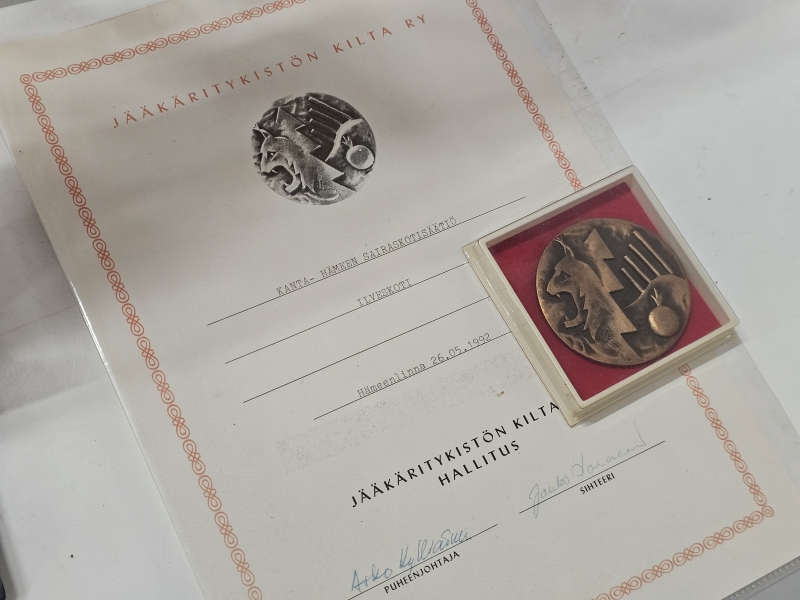 JÄÄKÄRITYKISTÖN KILTA RY
KANTA- HÄMEEN SAIRASKOTISÄÄTIÖ
ILVESKOTI
Hämeenlinna 26.05.1992
JÄÄKÄRITYKISTÖN KILTA
HALLITUS
SIHTEERI
PUHEENJOHTAJA